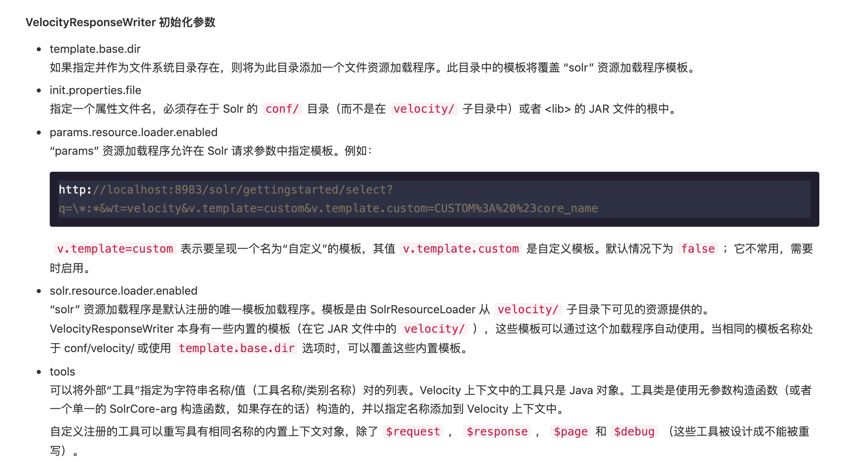 VelocityResponseWriter 初始化参数
template.base.dir
如果指定并作为文件系统目录存在，则将为此目录添加一个文件资源加载程序。此目录中的模板将覆盖 “solr” 资源加载程序模板。
init.properties.file
指定一个属性文件名，必须存在于 Solr 的 conf/ 目录（而不是在 velocity/ 子目录中）或者 <lib> 的 JAR 文件的根中。
params.resource.loader.enabled
“params” 资源加载程序允许在 Solr 请求参数中指定模板。例如：
http://localhost:8983/solr/gettingstarted/select?
q=\*:*&wt=velocity&v.template=custom&v.template.custom=CUSTOM%3A%20%23core_name
v.template=custom 表示要呈现一个名为“自定义”的模板，其值 v.template.custom 是自定义模板。默认情况下为 false ；它不常用，需要
时启用。
solr.resource.loader.enabled
“solr” 资源加载程序是默认注册的唯一模板加载程序。模板是由 SolrResourceLoader 从 velocity/ 子目录下可见的资源提供的。
VelocityResponseWriter 本身有一些内置的模板（在它 JAR 文件中的 velocity/ ），这些模板可以通过这个加载程序自动使用。当相同的模板名称处
于 conf/velocity/ 或使用 template.base.dir 选项时，可以覆盖这些内置模板。
tools
可以将外部“工具”指定为字符串名称/值（工具名称/类别名称）对的列表。Velocity 上下文中的工具只是 Java 对象。工具类是使用无参数构造函数（或者
一个单一的 SolrCore-arg 构造函数，如果存在的话）构造的，并以指定名称添加到 Velocity 上下文中。
自定义注册的工具可以重写具有相同名称的内置上下文对象，除了 $request ， $response ， $page 和 $debug （这些工具被设计成不能被重
写）。